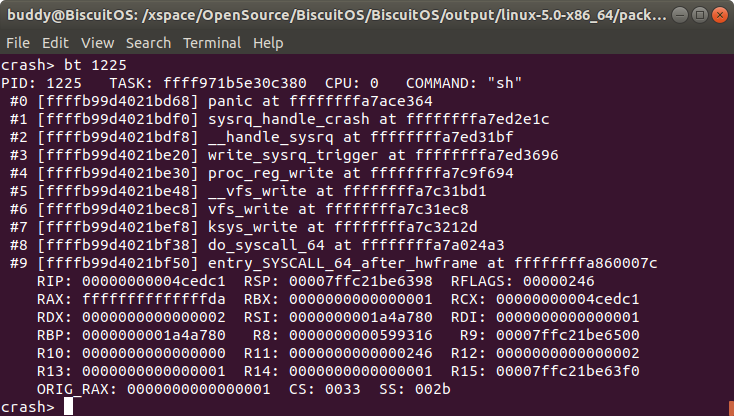 buddy@BiscuitOS: /xspace/OpenSource/BiscuitOS/BiscuitOS/output/linux-5.0-x86_64/pack...
File Edit View Search Terminal Help
crash> bt 1225
PID: 1225   TASK: ffff971b5e30c380  CPU: 0   COMMAND: "sh"
 #0 [ffffb99d4021bd68] panic at ffffffffa7ace364
 #1 [ffffb99d4021bdf0] sysrq_handle_crash at ffffffffa7ed2e1c
 #2 [ffffb99d4021bdf8] __handle_sysrq at ffffffffa7ed31bf
 #3 [ffffb99d4021be20] write_sysrq_trigger at ffffffffa7ed3696
 #4 [ffffb99d4021be30] proc_reg_write at ffffffffa7c9f694
 #5 [ffffb99d4021be48] __vfs_write at ffffffffa7c31bd1
 #6 [ffffb99d4021bec8] vfs_write at ffffffffa7c31ec8
 #7 [ffffb99d4021bef8] ksys_write at ffffffffa7c3212d
 #8 [ffffb99d4021bf38] do_syscall_64 at ffffffffa7a024a3
 #9 [ffffb99d4021bf50] entry_SYSCALL_64_after_hwframe at ffffffffa860007c
    RIP: 00000000004cedc1  RSP: 00007ffc21be6398  RFLAGS: 00000246
    RAX: ffffffffffffffda  RBX: 0000000000000001  RCX: 00000000004cedc1
    RDX: 0000000000000002  RSI: 0000000001a4a780  RDI: 0000000000000001
    RBP: 0000000001a4a780   R8: 0000000000599316   R9: 00007ffc21be6500
    R10: 0000000000000000  R11: 0000000000000246  R12: 0000000000000002
    R13: 0000000000000001  R14: 0000000000000001  R15: 00007ffc21be63f0
    ORIG_RAX: 0000000000000001  CS: 0033  SS: 002b
crash>